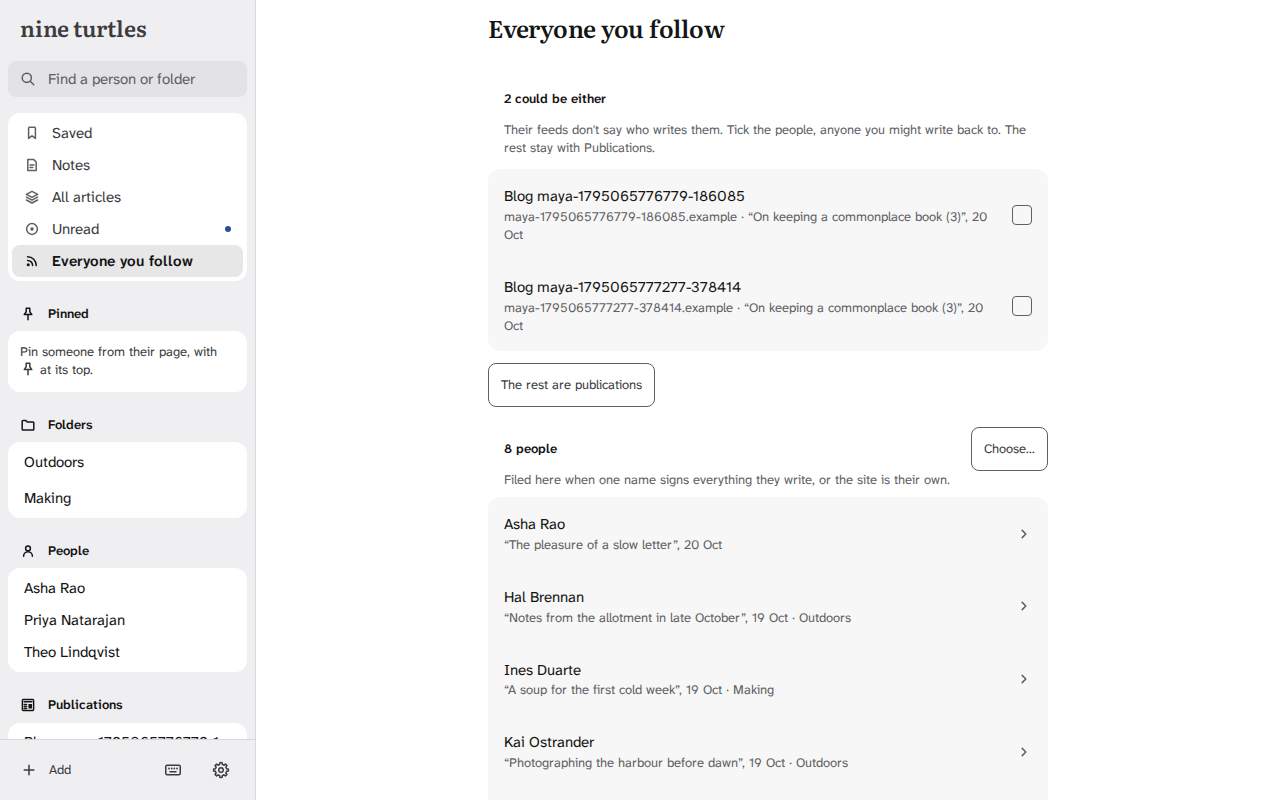 nine turtles
Find a person or folder
Saved
Notes
All articles
Unread
Everyone you follow
Pinned
Pin someone from their page, with
at its top.
Folders
Outdoors
Making
People
Asha Rao
Priya Natarajan
Theo Lindqvist
Publications
Add
Everyone you follow
2 could be either
Their feeds don't say who writes them. Tick the people, anyone you might write back to. The
rest stay with Publications.
Blog maya-1795065776779-186085
maya-1795065776779-186085.example · “On keeping a commonplace book (3)”, 20
Oct
Blog maya-1795065777277-378414
maya-1795065777277-378414.example · “On keeping a commonplace book (3)”, 20
Oct
The rest are publications
8 people
Choose…
Filed here when one name signs everything they write, or the site is their own.
Asha Rao
“The pleasure of a slow letter”, 20 Oct
Hal Brennan
“Notes from the allotment in late October”, 19 Oct · Outdoors
Ines Duarte
“A soup for the first cold week”, 19 Oct · Making
Kai Ostrander
“Photographing the harbour before dawn”, 19 Oct · Outdoors